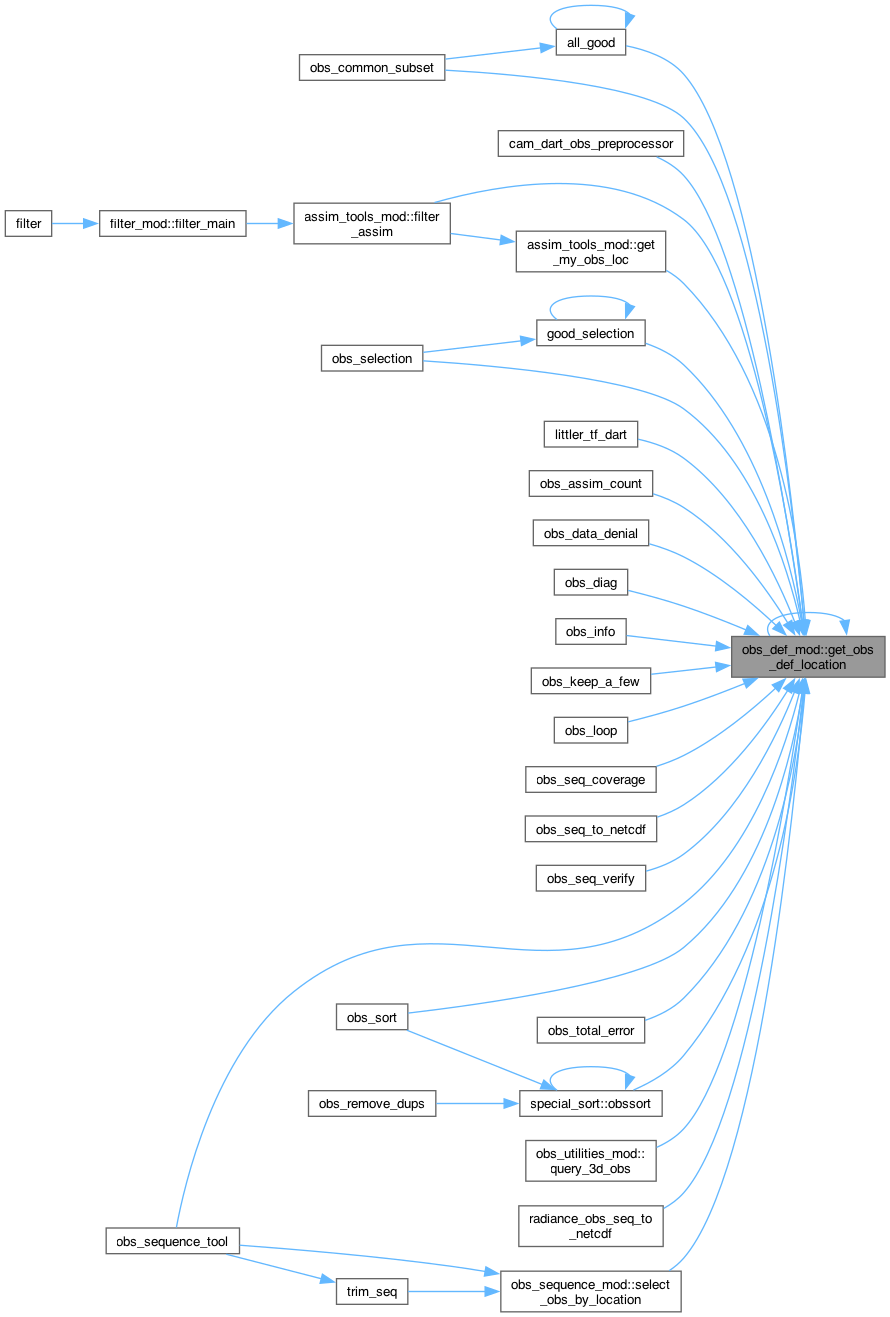 all_good
obs_common_subset
cam_dart_obs_preprocessor
filter
filter_mod::filter_main
assim_tools_mod::filter
_assim
assim_tools_mod::get
_my_obs_loc
good_selection
obs_selection
littler_tf_dart
obs_assim_count
obs_data_denial
obs_diag
obs_info
obs_def_mod::get_obs
_def_location
obs_keep_a_few
obs_loop
obs_seq_coverage
obs_seq_to_netcdf
obs_seq_verify
obs_sort
obs_total_error
obs_remove_dups
special_sort::obssort
obs_utilities_mod::
query_3d_obs
radiance_obs_seq_to
_netcdf
obs_sequence_tool
trim_seq
obs_sequence_mod::select
_obs_by_location